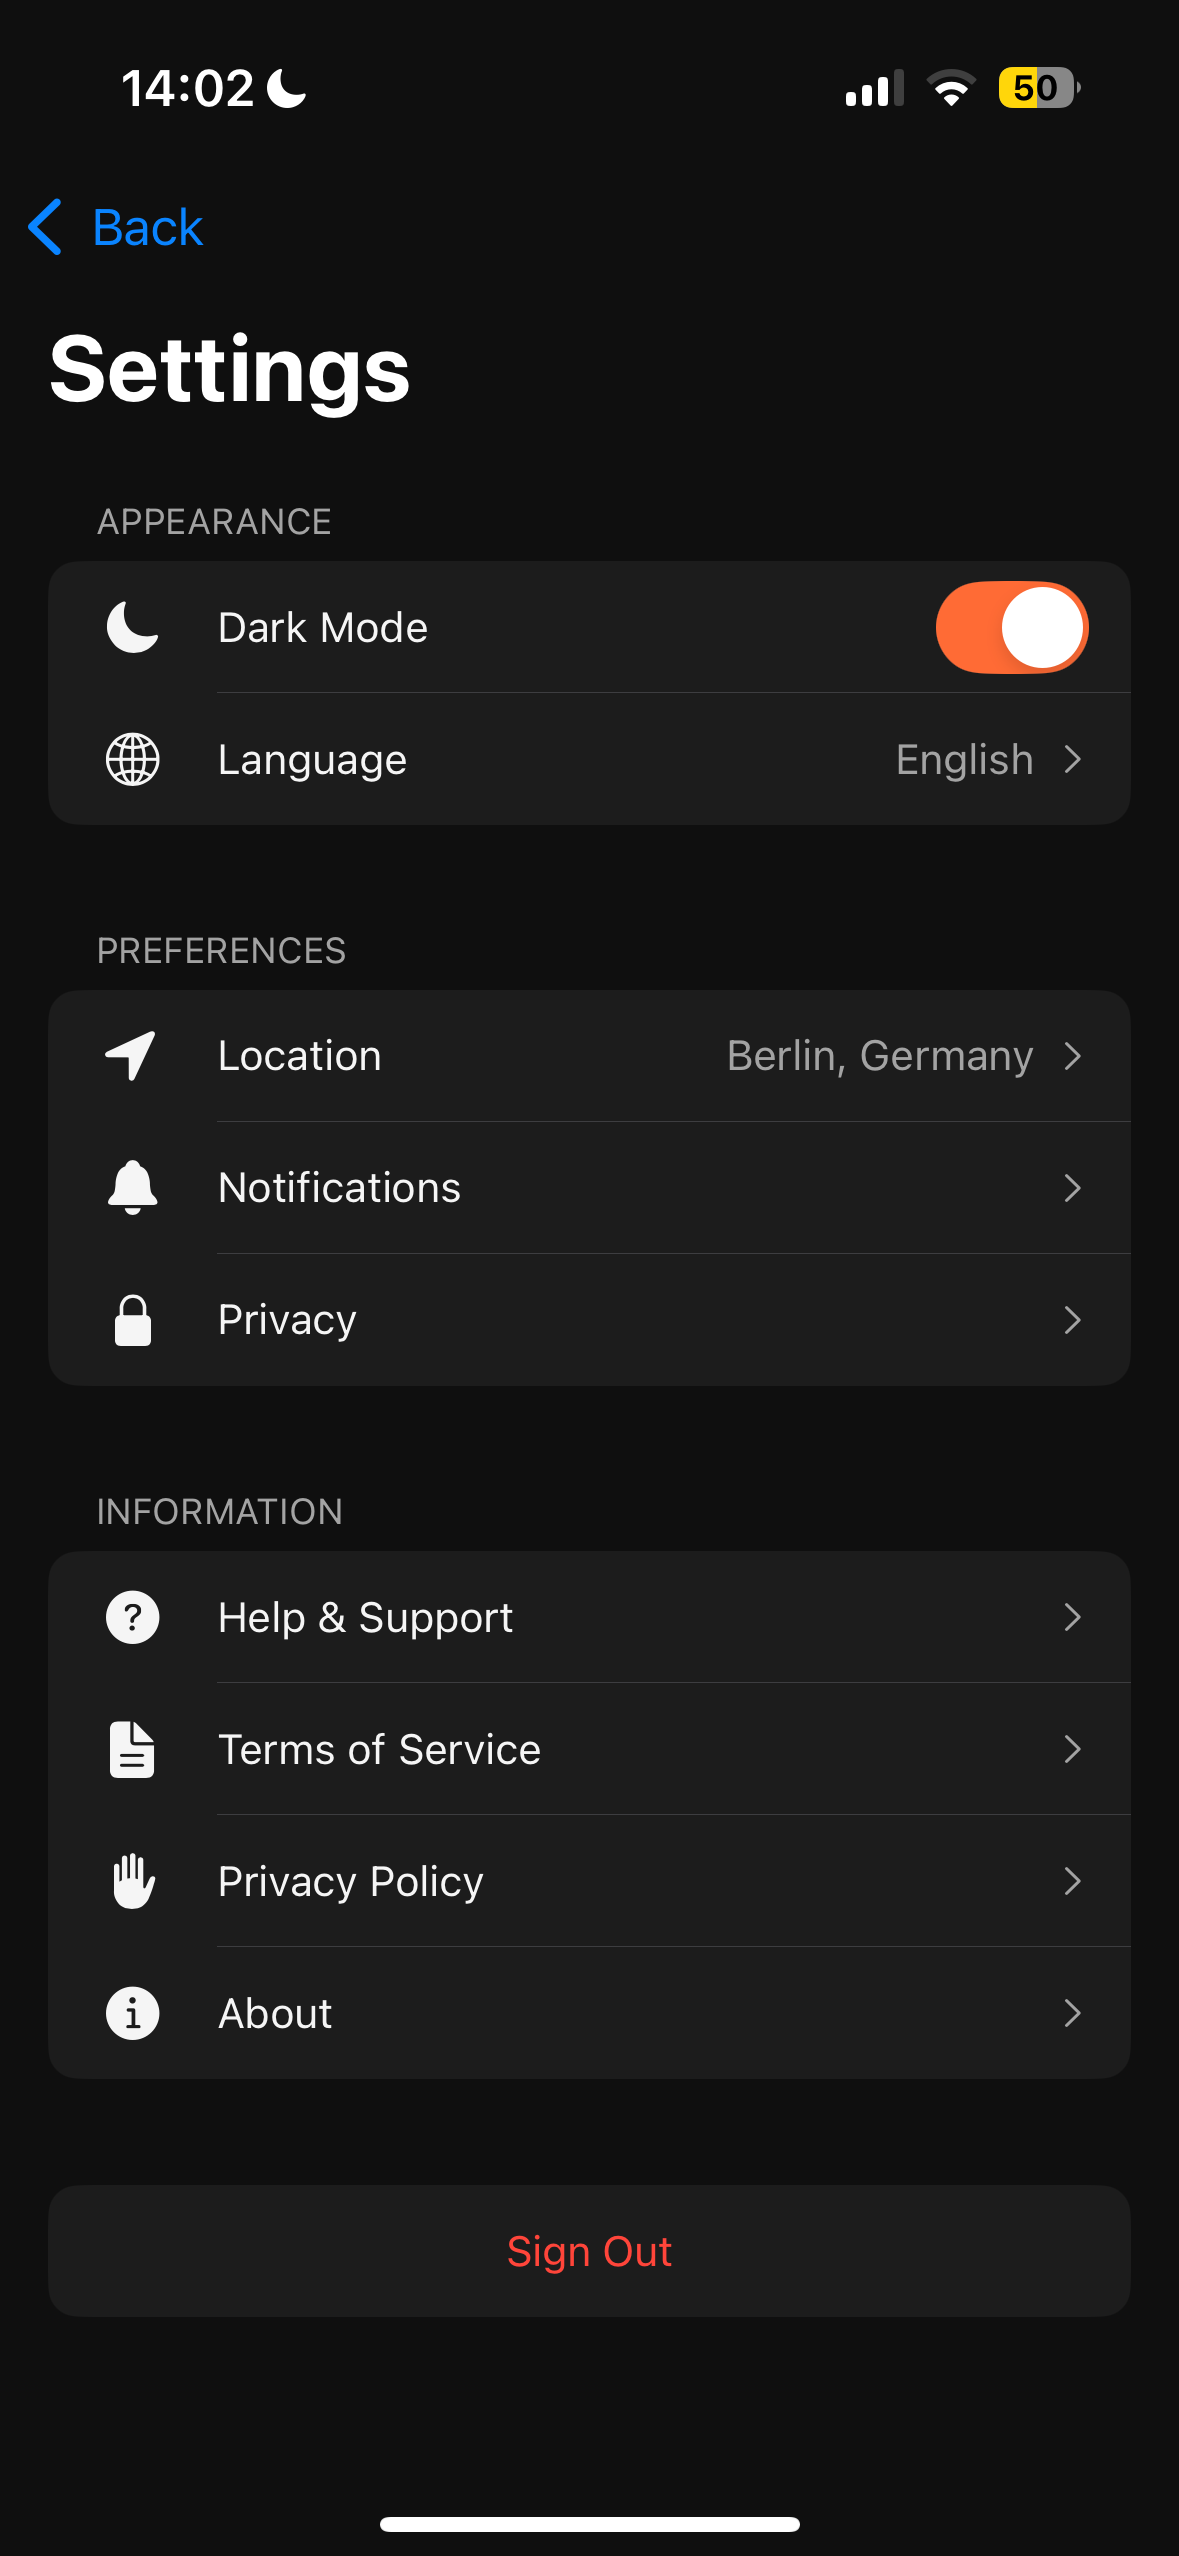 14:02
50
Back
Settings
APPEARANCE
Dark Mode
Language English
PREFERENCES
Location Berlin, Germany
Notifications
Privacy
INFORMATION
Help & Support
Terms of Service
Privacy Policy
About
Sign Out